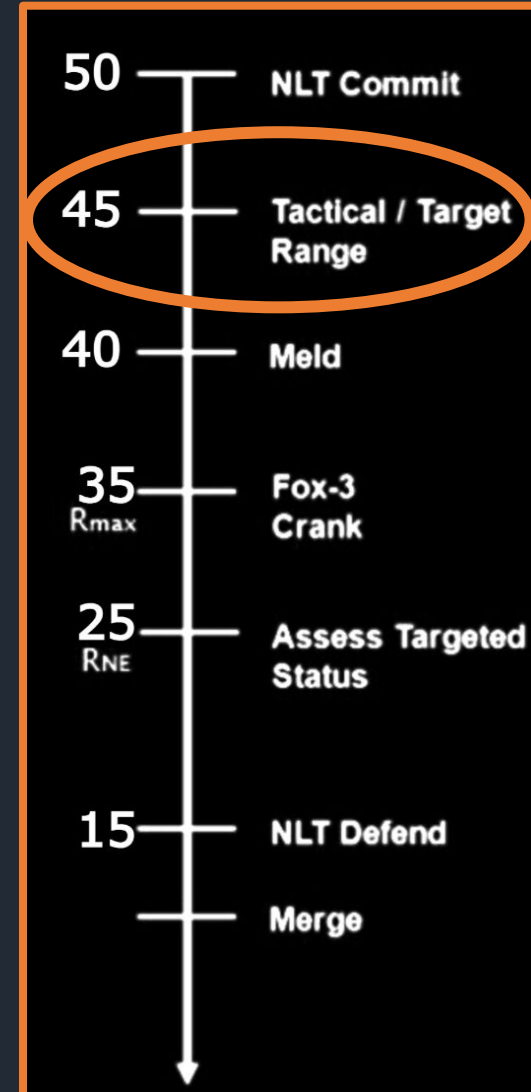 50 NLT Commit
45 Tactical / Target
Range
40 Meld
35 Fox-3
Rmax Crank
25 Assess Targeted
RNE Status
15 NLT Defend
Merge